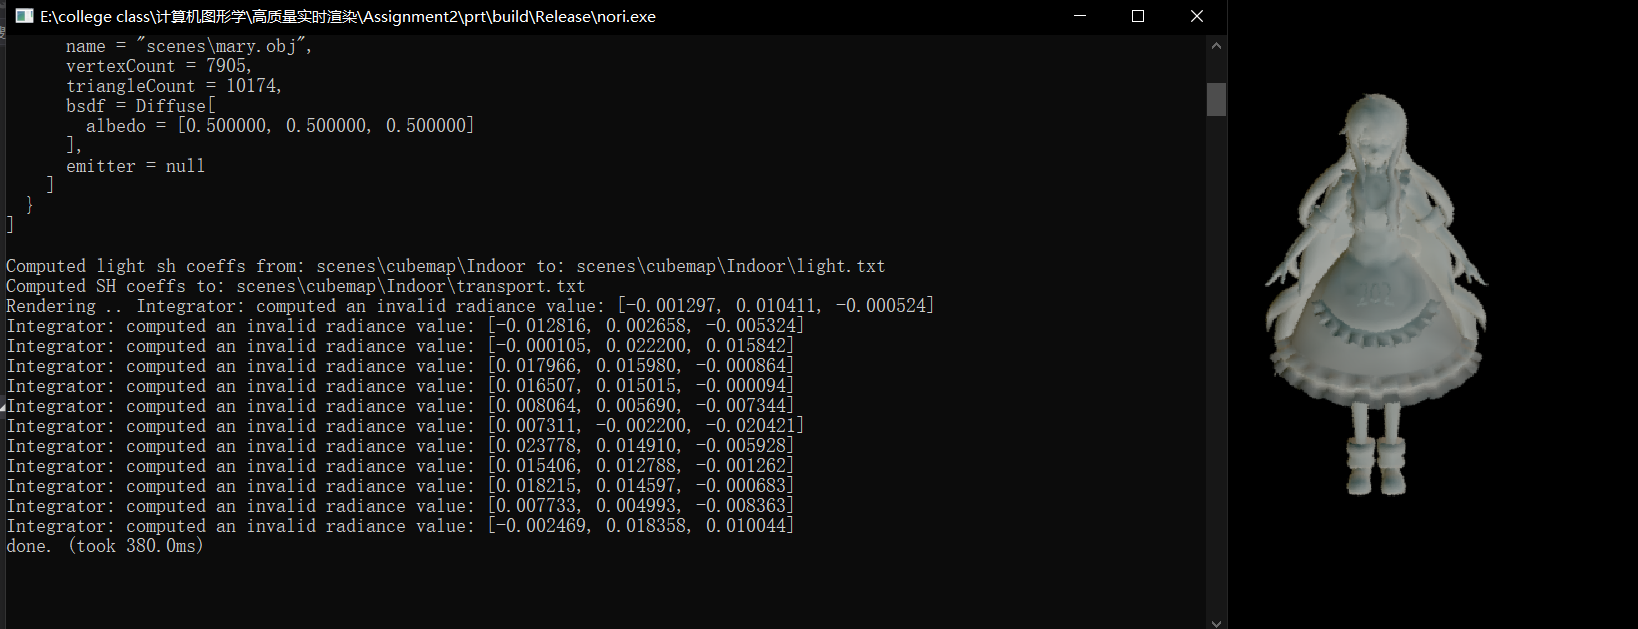 E:\college class\计算机图形学\高质量实时渲染\Assignment2\prt\build\Release\nori.exe
name = "scenes\mary.obj",
vertexCount = 7905,
triangleCount = 10174,
bsdf = Diffuse[
albedo = [0.500000, 0.500000, 0.500000]
],
emitter = null
]
}
]
Computed light sh coeffs from: scenes\cubemap\Indoor to: scenes\cubemap\Indoor\light.txt
Computed SH coeffs to: scenes\cubemap\Indoor\transport.txt
Rendering .. Integrator: computed an invalid radiance value: [-0.001297, 0.010411, -0.000524]
Integrator: computed an invalid radiance value: [-0.012816, 0.002658, -0.005324]
Integrator: computed an invalid radiance value: [-0.000105, 0.022200, 0.015842]
Integrator: computed an invalid radiance value: [0.017966, 0.015980, -0.000864]
Integrator: computed an invalid radiance value: [0.016507, 0.015015, -0.000094]
Integrator: computed an invalid radiance value: [0.008064, 0.005690, -0.007344]
Integrator: computed an invalid radiance value: [0.007311, -0.002200, -0.020421]
Integrator: computed an invalid radiance value: [0.023778, 0.014910, -0.005928]
Integrator: computed an invalid radiance value: [0.015406, 0.012788, -0.001262]
Integrator: computed an invalid radiance value: [0.018215, 0.014597, -0.000683]
Integrator: computed an invalid radiance value: [0.007733, 0.004993, -0.008363]
Integrator: computed an invalid radiance value: [-0.002469, 0.018358, 0.010044]
done. (took 380.0ms)